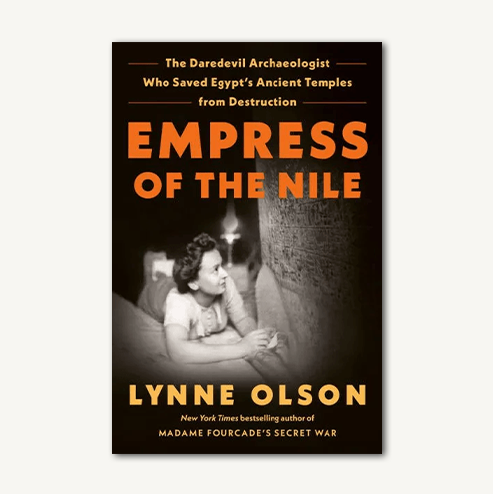 The Daredevil Archaeologist
Who Saved Egypt's Ancient Temples
from Destruction
EMPRESS
OF THE NILE
LYNNE OLSON
New York Times bestselling author of
MADAME FOURCADE'S SECRET WAR